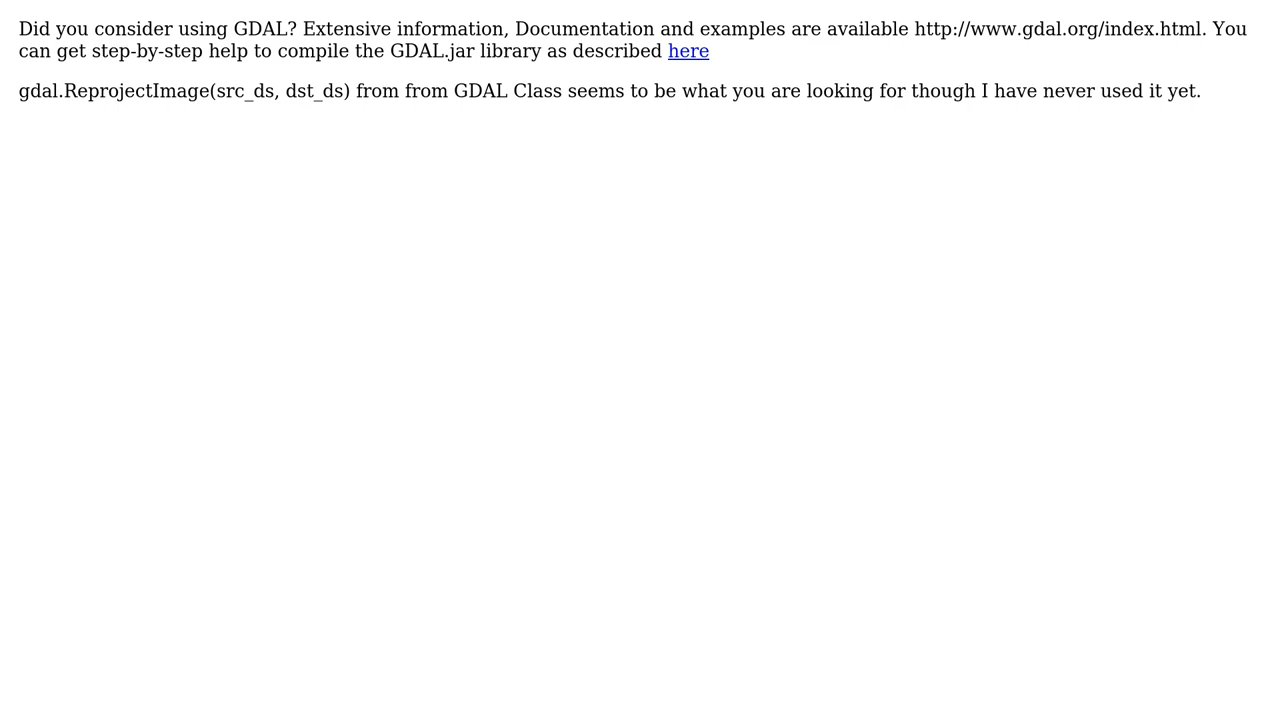 Did you consider using GDAL? Extensive information, Documentation and examples are available http://www.gdal.org/index.html. You
can get step-by-step help to compile the GDAL.jar library as described here
gdal.ReprojectImage(src_ds, dst_ds) from from GDAL Class seems to be what you are looking for though I have never used it yet.